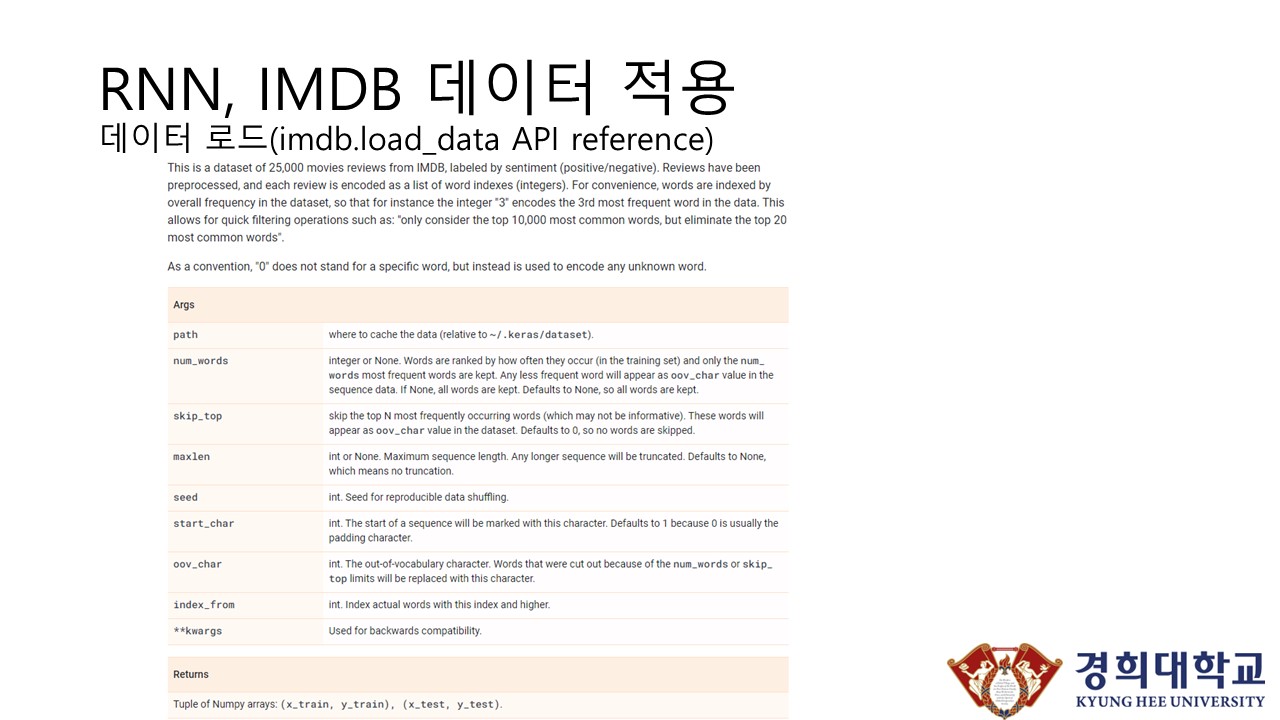 RNN, IMDB 데이터 적용
데이터 로드(imdb.load_data API reference)
This is a dataset of 25,000 movies reviews from IMDB, labeled by sentiment (positive/negative). Reviews have been
preprocessed, and each review is encoded as a list of word indexes (integers). For convenience, words are indexed by
overall frequency in the dataset, so that for instance the integer "3" encodes the 3rd most frequent word in the data. This
allows for quick filtering operations such as: "only consider the top 10,000 most common words, but eliminate the top 20
most common words".
As a convention, "0" does not stand for a specific word, but instead is used to encode any unknown word.
Args
path where to cache the data (relative to ~/.keras/dataset).
num_words integer or None. Words are ranked by how often they occur (in the training set) and only the num_
words most frequent words are kept. Any less frequent word will appear as oov_char value in the
sequence data. If None, all words are kept. Defaults to None, so all words are kept.
skip_top skip the top N most frequently occurring words (which may not be informative). These words will
appear as oov_char value in the dataset. Defaults to 0, so no words are skipped.
maxlen int or None. Maximum sequence length. Any longer sequence will be truncated. Defaults to None,
which means no truncation.
seed int. Seed for reproducible data shuffling.
start_char int. The start of a sequence will be marked with this character. Defaults to 1 because 0 is usually the
padding character.
oov_char int. The out-of-vocabulary character. Words that were cut out because of the num_words or skip_
top limits will be replaced with this character.
index_from int. Index actual words with this index and higher.
**kwargs Used for backwards compatibility.
Returns
Tuple of Numpy arrays: (x_train, y_train), (x_test, y_test).
경희대학교
KYUNG HEE UNIVERSITY